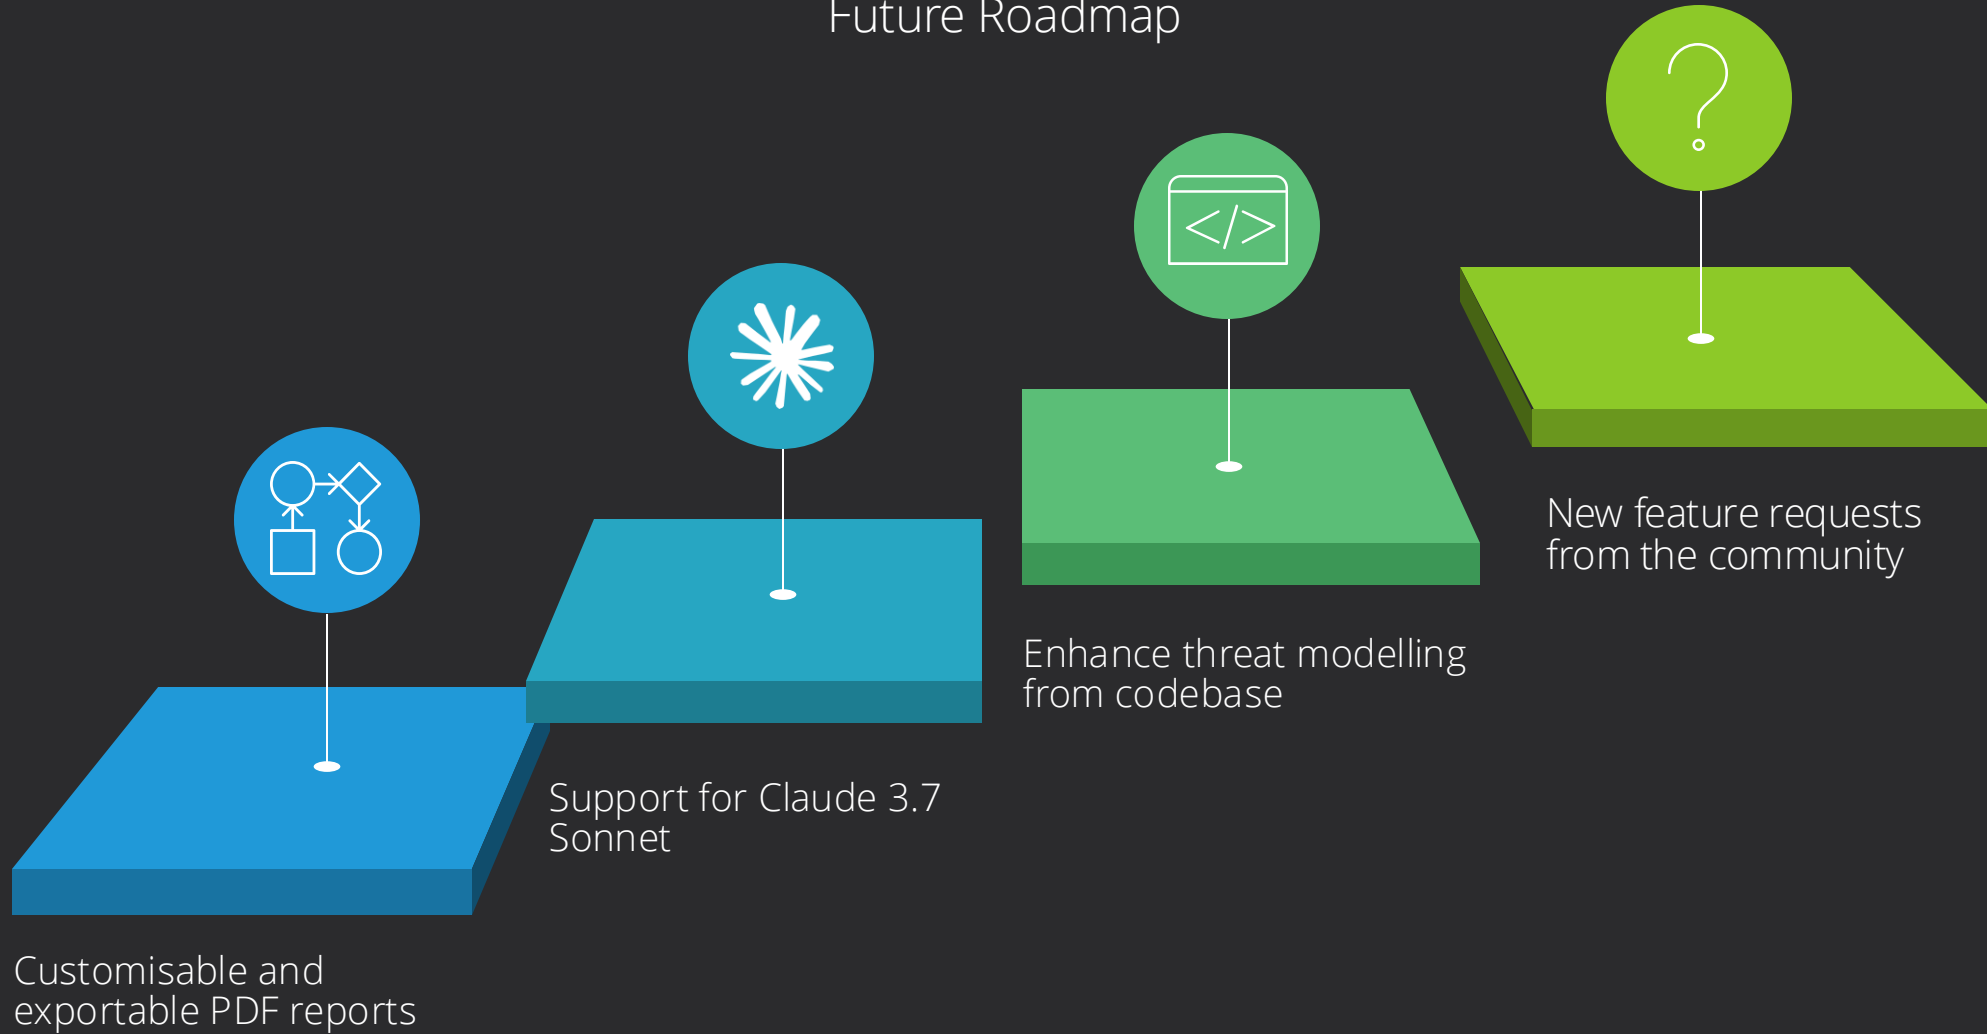 Future Roadmap
Customisable and
exportable PDF reports
Support for Claude 3.7
Sonnet
Enhance threat modelling
from codebase
New feature requests
from the community